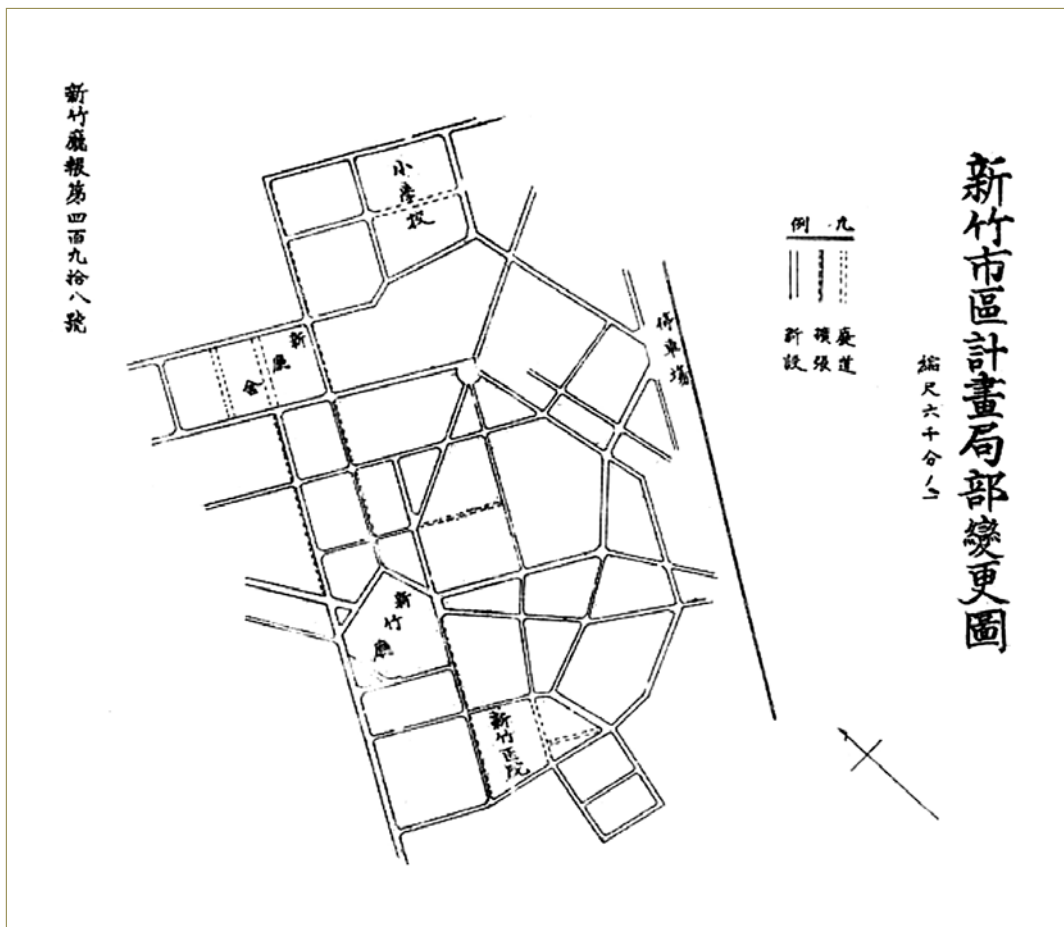 新竹市區計畫局部變更圖
縮尺六千分ノ一
凡例
廢道
擴張
新設
停車場
小學校
新廳舍
新竹廳
新竹医院
新竹廳報第四百九拾八號